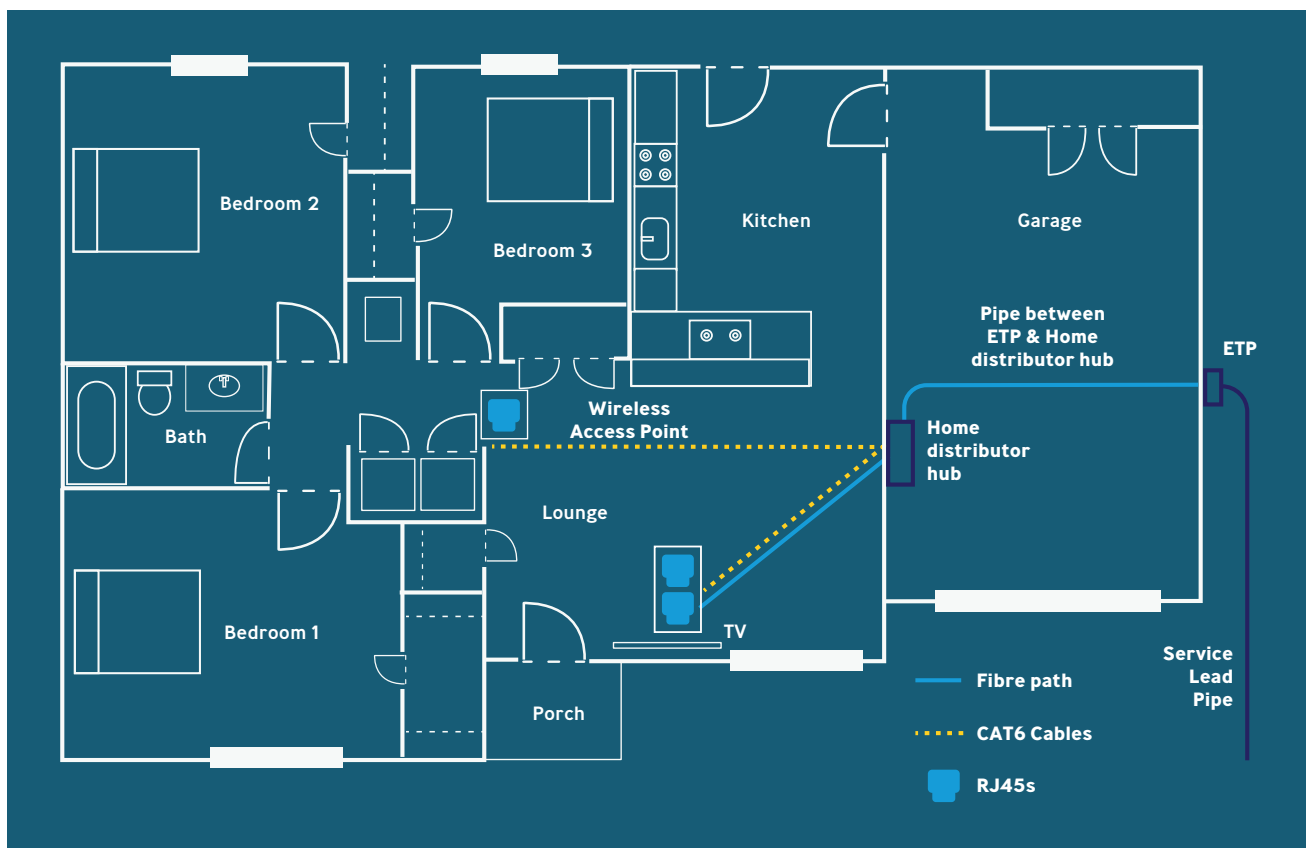 Bedroom 2
Bedroom 3
Kitchen
Garage
Pipe between
ETP & Home
distributor hub
ETP
Wireless
Access Point
Bath
Home
distributor
hub
Lounge
Bedroom 1
TV
Porch
Service
Lead
Pipe
Fibre path
CAT6 Cables
RJ45s